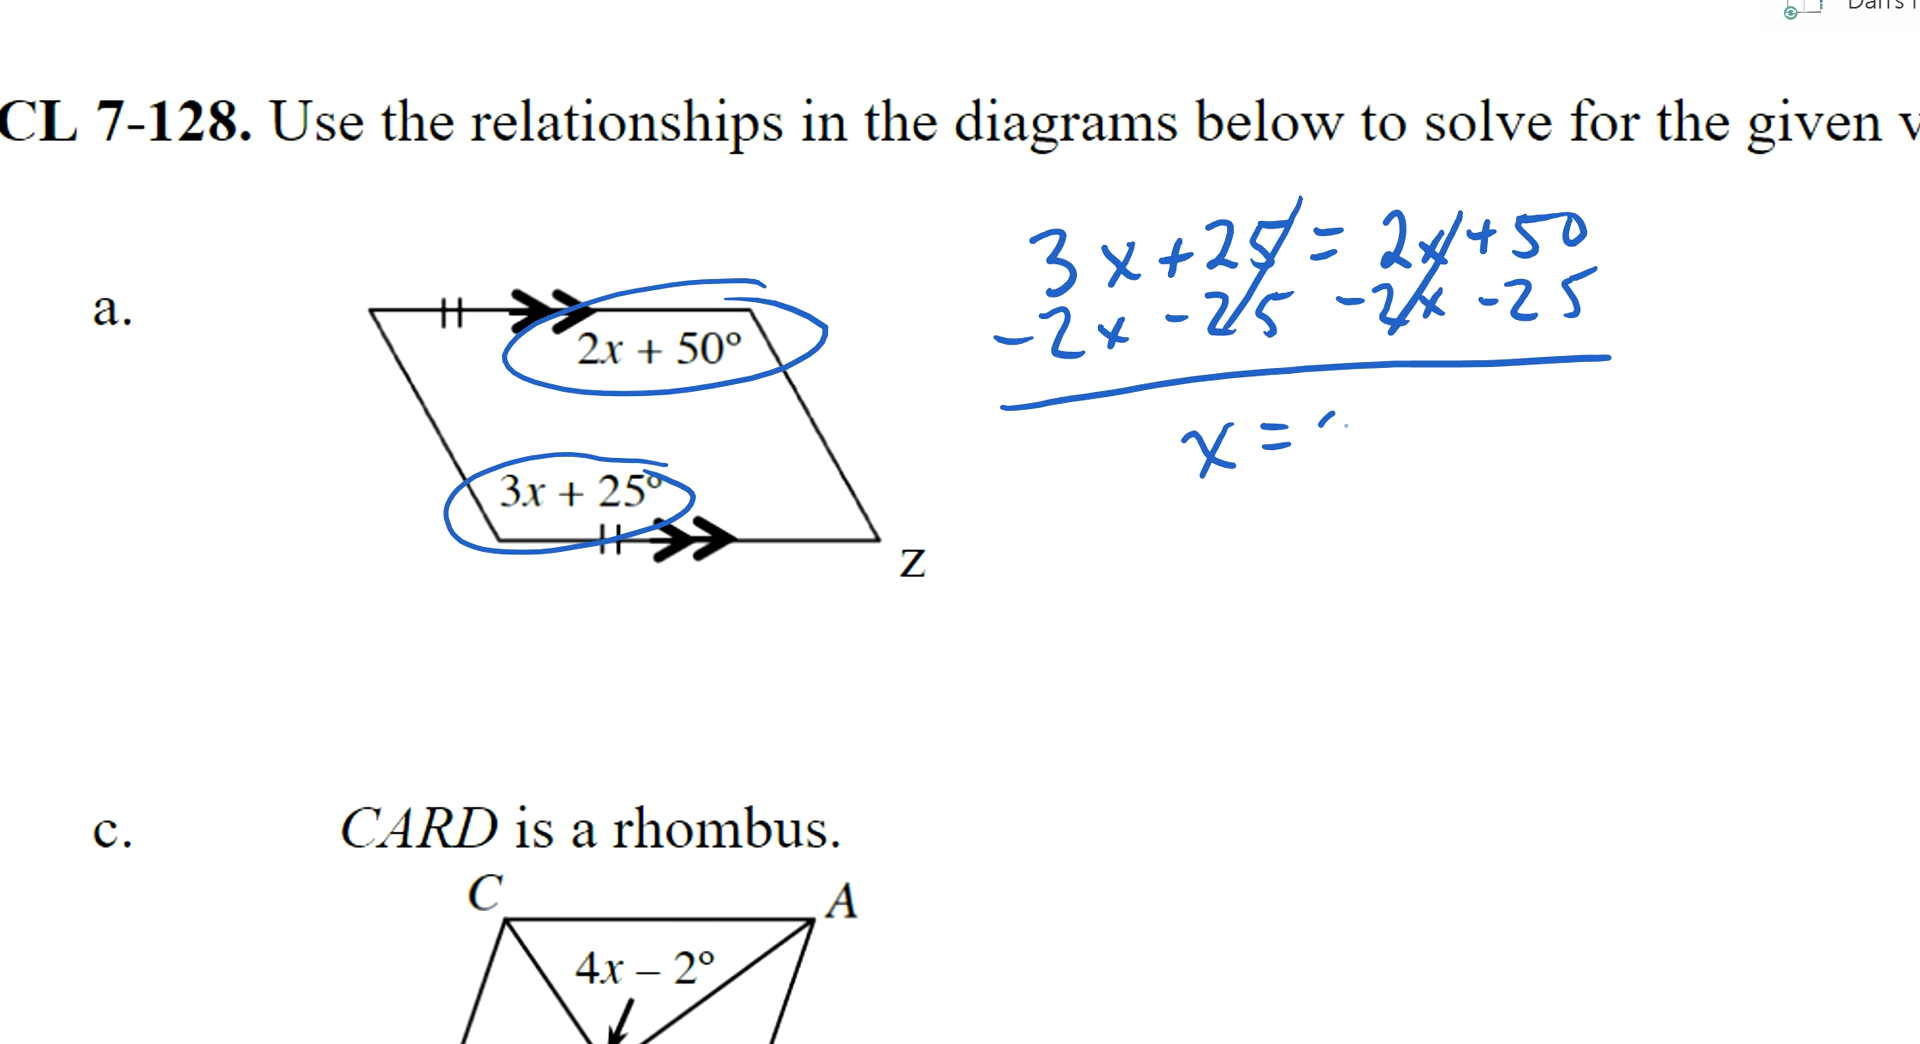 CL 7-128. Use the relationships in the diagrams below to solve for the given
a.
2x + 50°
3x + 25°
z
3x + 25 = 2x + 50
-2x - 25 -2x - 25
x =
c.
CARD is a rhombus.
C
A
4x – 2°